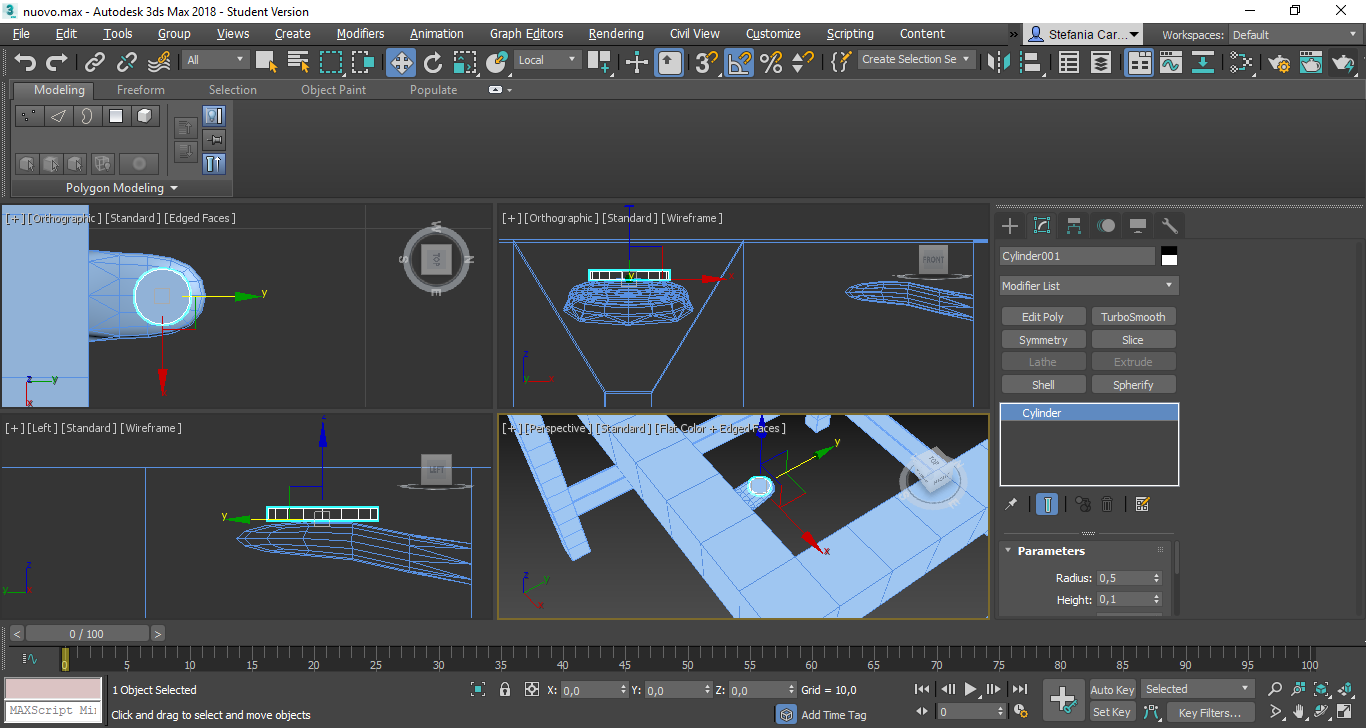 nuovo.max - Autodesk 3ds Max 2018 - Student Version
File Edit Tools Group Views Create Modifiers Animation Graph Editors Rendering Civil View Customize Scripting Content » Stefania Car... Workspaces: Default
All Local Create Selection Se
Modeling Freeform Selection Object Paint Populate
Polygon Modeling
[+] [Orthographic] [Standard] [Edged Faces]
[+] [Orthographic] [Standard] [Wireframe]
W
S TOP N
E
FRONT
y
x
z
y
x
z
y
x
Cylinder001
Modifier List
Edit Poly TurboSmooth
Symmetry Slice
Lathe Extrude
Shell Spherify
Cylinder
[+] [Left] [Standard] [Wireframe]
[+] [Perspective] [Standard] [Flat Color + Edged Faces]
LEFT
TOP
y
x
z
y
z
y
x
Parameters
Radius: 0,5
Height: 0,1
< 0 / 100 >
0 5 10 15 20 25 30 35 40 45 50 55 60 65 70 75 80 85 90 95 100
1 Object Selected X: 0,0 Y: 0,0 Z: 0,0 Grid = 10,0 Auto Key Selected
MAXScript Mi
Click and drag to select and move objects Add Time Tag 0 Set Key Key Filters...